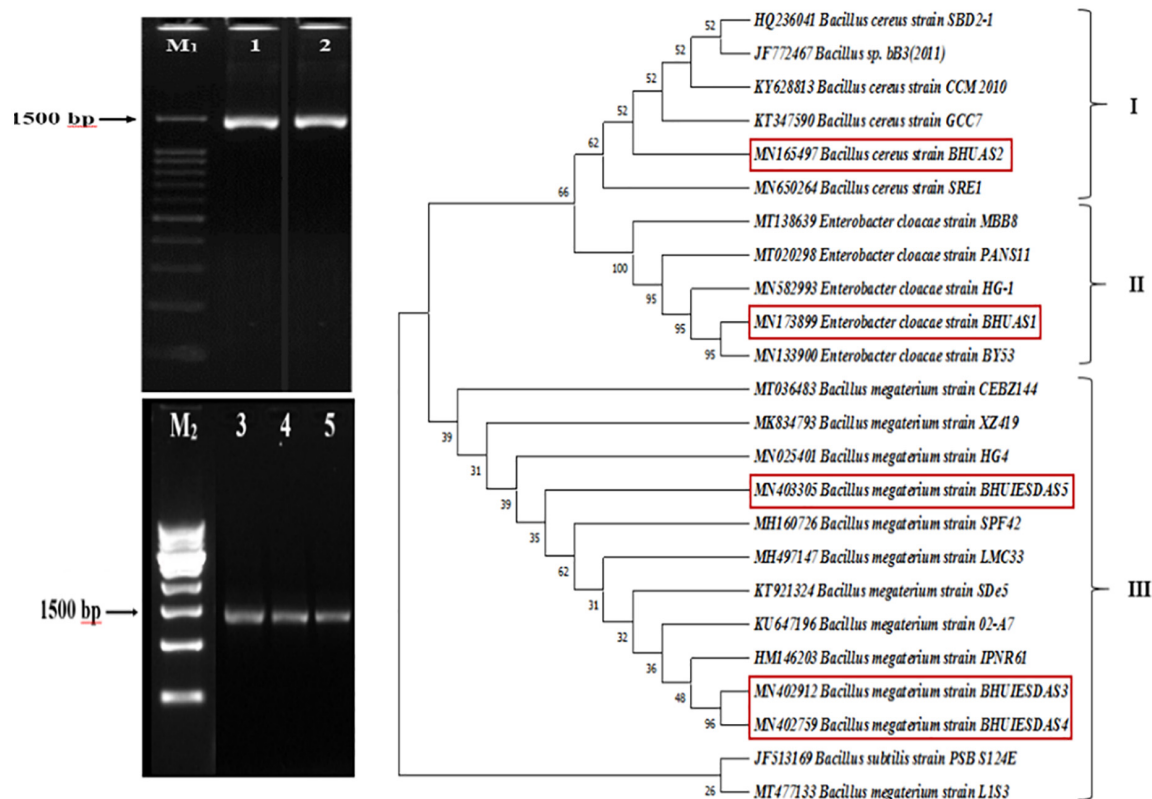 M₁ 1 2
1500 bp
M₂ 3 4 5
1500 bp
HQ236041 Bacillus cereus strain SBD2-1
52
JF772467 Bacillus sp. bB3(2011)
52
KY628813 Bacillus cereus strain CCM 2010
52
KT347590 Bacillus cereus strain GCC7
52
MN165497 Bacillus cereus strain BHUAS2
62
MN650264 Bacillus cereus strain SRE1
66
I
MT138639 Enterobacter cloacae strain MBB8
MT020298 Enterobacter cloacae strain PANS11
100
MN582993 Enterobacter cloacae strain HG-1
95
MN173899 Enterobacter cloacae strain BHUAS1
95
MN133900 Enterobacter cloacae strain BY53
95
II
MT036483 Bacillus megaterium strain CEBZ144
MK834793 Bacillus megaterium strain XZ419
39
MN025401 Bacillus megaterium strain HG4
31
MN403305 Bacillus megaterium strain BHUIESDAS5
39
MH160726 Bacillus megaterium strain SPF42
35
MH497147 Bacillus megaterium strain LMC33
62
KT921324 Bacillus megaterium strain SDe5
31
KU647196 Bacillus megaterium strain 02-A7
32
HM146203 Bacillus megaterium strain IPNR61
36
MN402912 Bacillus megaterium strain BHUIESDAS3
48
MN402759 Bacillus megaterium strain BHUIESDAS4
96
JF513169 Bacillus subtilis strain PSB S124E
MT477133 Bacillus megaterium strain L1S3
26
III